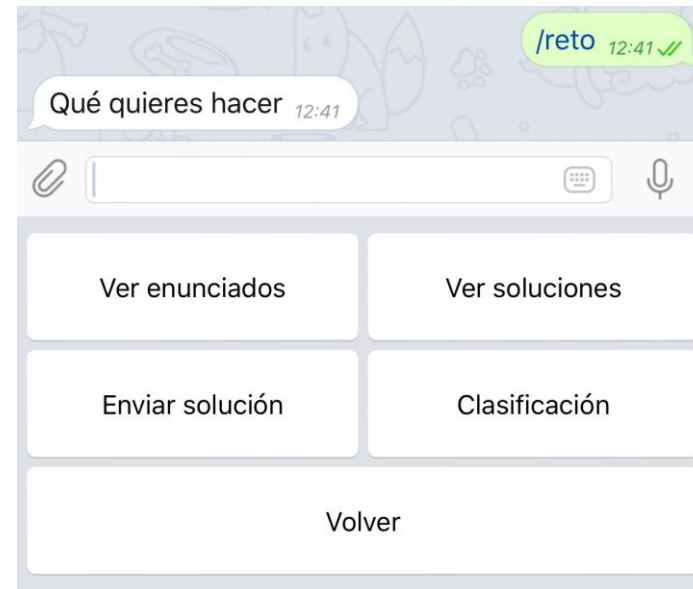 /reto 12:41
Qué quieres hacer 12:41
Ver enunciados
Ver soluciones
Enviar solución
Clasificación
Volver